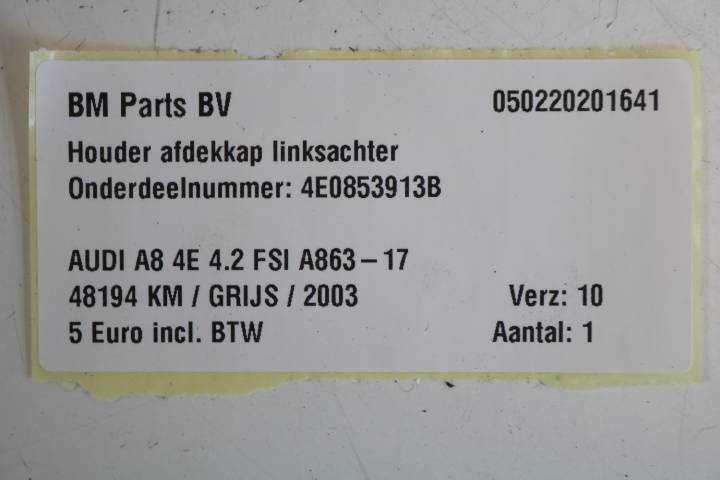 BM Parts BV 050220201641
Houder afdekkap linksachter
Onderdeelnummer: 4E0853913B
AUDI A8 4E 4.2 FSI A863-17
48194 KM / GRIJS / 2003 Verz: 10
5 Euro incl. BTW Aantal: 1